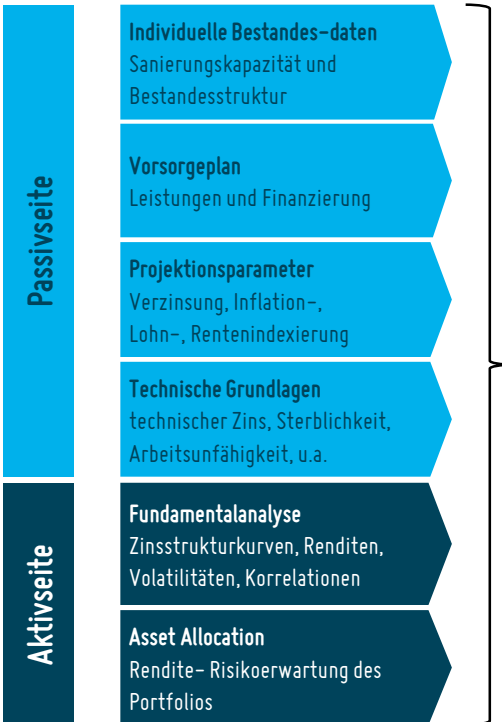 Passivseite
Individuelle Bestandes-daten
Sanierungskapazität und
Bestandesstruktur
Vorsorgeplan
Leistungen und Finanzierung
Projektionsparameter
Verzinsung, Inflation-,
Lohn-, Rentenindexierung
Technische Grundlagen
technischer Zins, Sterblichkeit,
Arbeitsunfähigkeit, u.a.
Aktivseite
Fundamentalanalyse
Zinsstrukturkurven, Renditen,
Volatilitäten, Korrelationen
Asset Allocation
Rendite- Risikoerwartung des
Portfolios